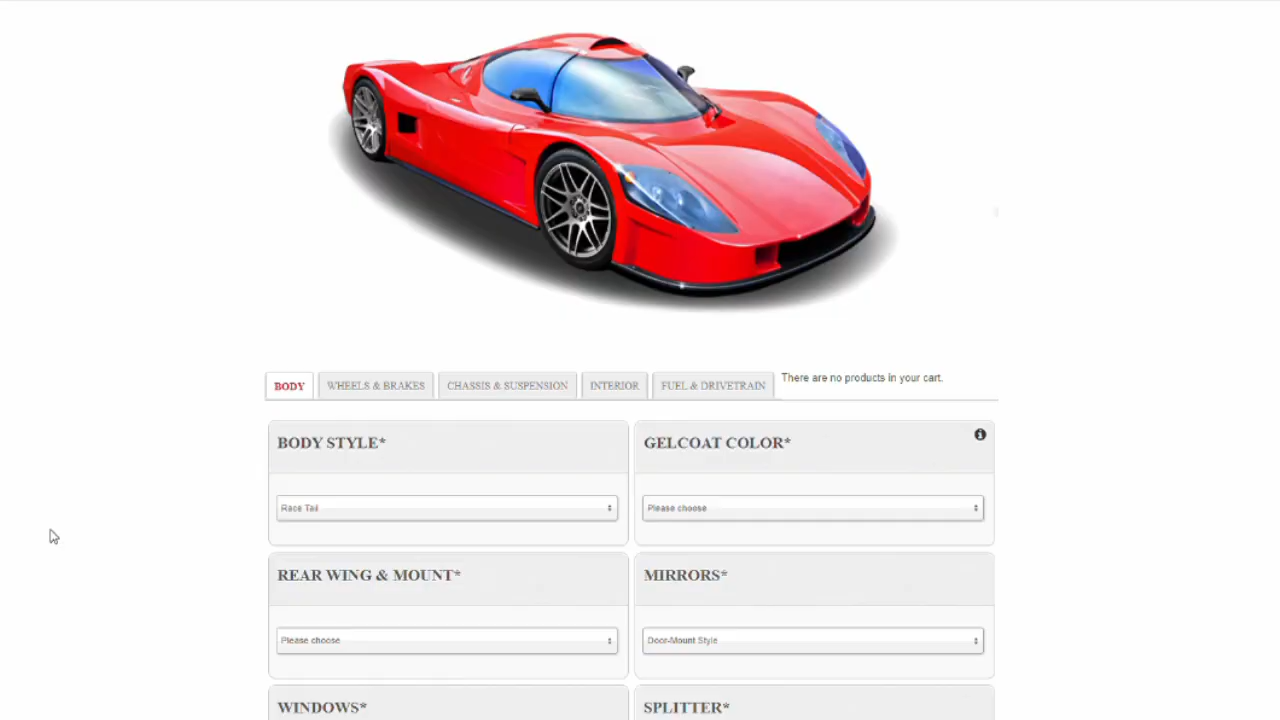 BODY WHEELS & BRAKES CHASSIS & SUSPENSION INTERIOR FUEL & DRIVETRAIN There are no products in your cart.
BODY STYLE* GELCOAT COLOR*
Race Tail Please choose
REAR WING & MOUNT* MIRRORS*
Please choose Door-Mount Style
WINDOWS* SPLITTER*